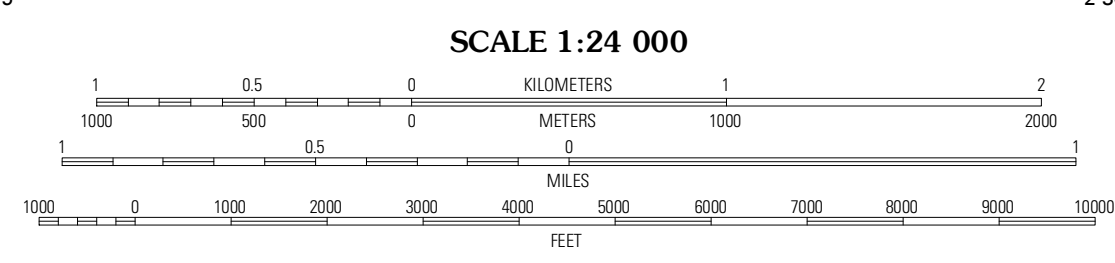 SCALE 1:24 000
1 0.5 0 KILOMETERS 1 2
1000 500 0 METERS 1000 2000
1 0.5 0 1
MILES
1000 0 1000 2000 3000 4000 5000 6000 7000 8000 9000 10000
FEET